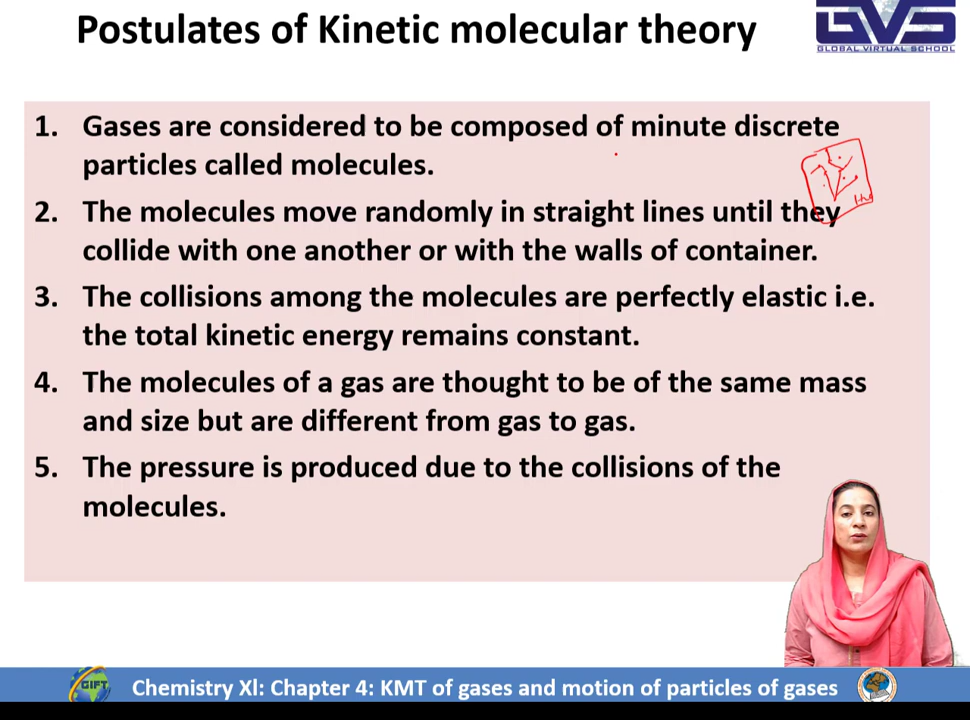 Postulates of Kinetic molecular theory
GVS
GLOBAL VIRTUAL SCHOOL
1. Gases are considered to be composed of minute discrete
particles called molecules.
2. The molecules move randomly in straight lines until they
collide with one another or with the walls of container.
3. The collisions among the molecules are perfectly elastic i.e.
the total kinetic energy remains constant.
4. The molecules of a gas are thought to be of the same mass
and size but are different from gas to gas.
5. The pressure is produced due to the collisions of the
molecules.
GIFT
Chemistry Xl: Chapter 4: KMT of gases and motion of particles of gases